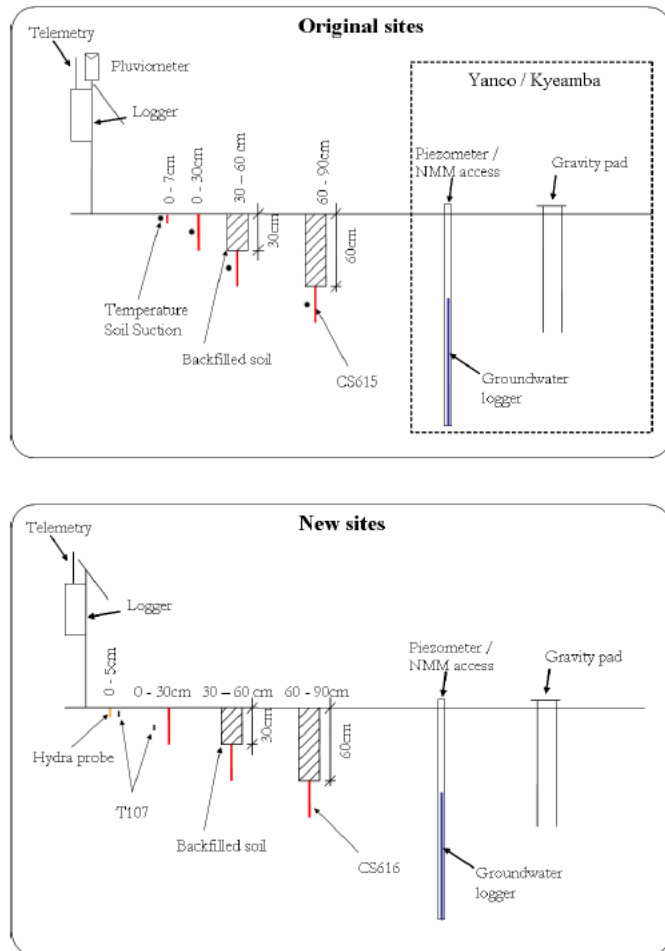 Original sites
Telemetry
Pluviometer
Logger
0 - 7cm
0 - 30cm
30 – 60 cm
60 - 90cm
30cm
60cm
Temperature
Soil Suction
Backfilled soil
CS615
Yanco / Kyeamba
Piezometer /
NMM access
Gravity pad
Groundwater
logger
New sites
Telemetry
Logger
0 - 5cm
0 - 30cm
30 – 60 cm
60 - 90cm
30cm
60cm
Hydra probe
T107
Backfilled soil
CS616
Piezometer /
NMM access
Gravity pad
Groundwater
logger